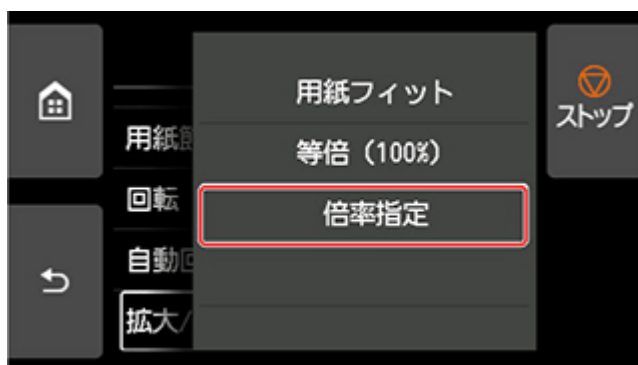 用紙フィット
ストップ
等倍（100%）
用紙
倍率指定
回転
自動
拡大/